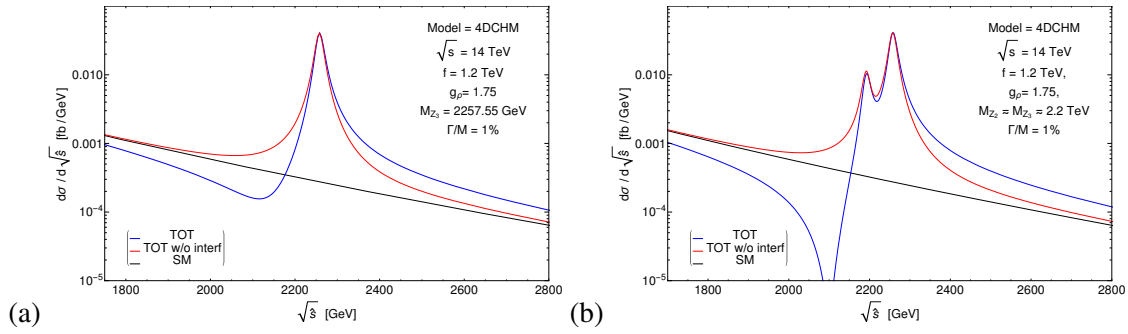 Model = 4DCHM
√s = 14 TeV
f = 1.2 TeV
gρ= 1.75
M_Z₃ = 2257.55 GeV
Γ/M = 1%
dσ / d√ŝ [fb / GeV]
0.010
0.001
10⁻⁴
10⁻⁵
TOT
TOT w/o interf
SM
1800 2000 2200 2400 2600 2800
√ŝ [GeV]
(a)
Model = 4DCHM
√s = 14 TeV
f = 1.2 TeV,
gρ= 1.75,
M_Z₂ = M_Z₃ ≈ 2.2 TeV
Γ/M = 1%
dσ / d√ŝ [fb / GeV]
0.010
0.001
10⁻⁴
10⁻⁵
TOT
TOT w/o interf
SM
1800 2000 2200 2400 2600 2800
√ŝ [GeV]
(b)